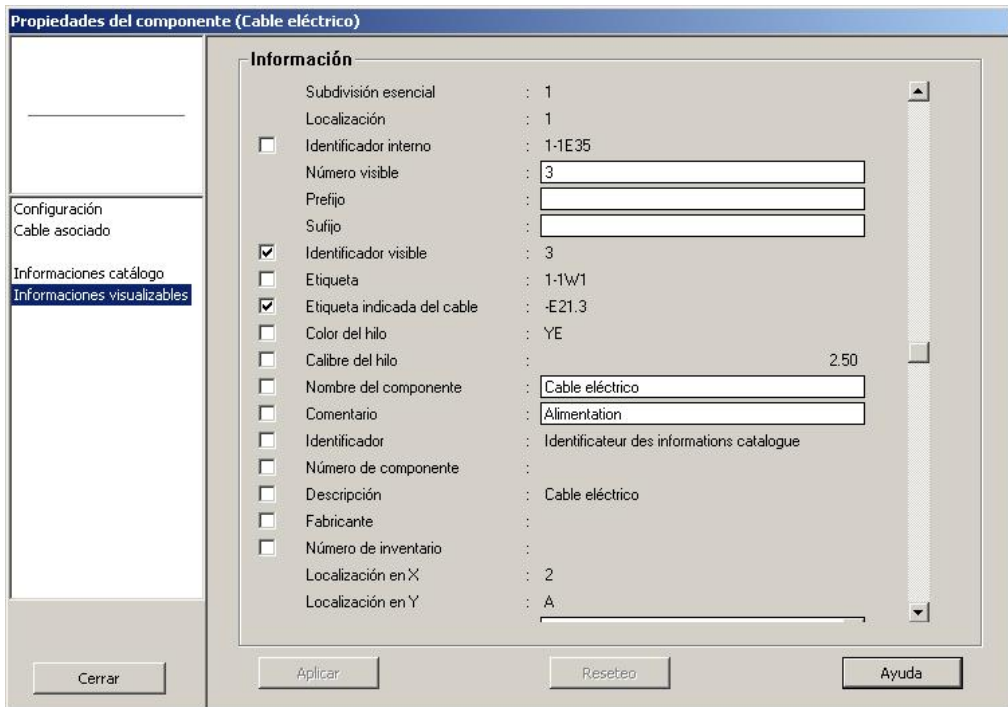 Propiedades del componente (Cable eléctrico)
Configuración
Cable asociado
Informaciones catálogo
Informaciones visualizables
Cerrar
Información
Subdivisión esencial : 1
Localización : 1
Identificador interno : 1-1E35
Número visible : 3
Prefijo :
Sufijo :
Identificador visible : 3
Etiqueta : 1-1W1
Etiqueta indicada del cable : -E21.3
Color del hilo : YE
Calibre del hilo : 2.50
Nombre del componente : Cable eléctrico
Comentario : Alimentation
Identificador : Identificateur des informations catalogue
Número de componente :
Descripción : Cable eléctrico
Fabricante :
Número de inventario :
Localización en X : 2
Localización en Y : A
Aplicar Reseteo Ayuda